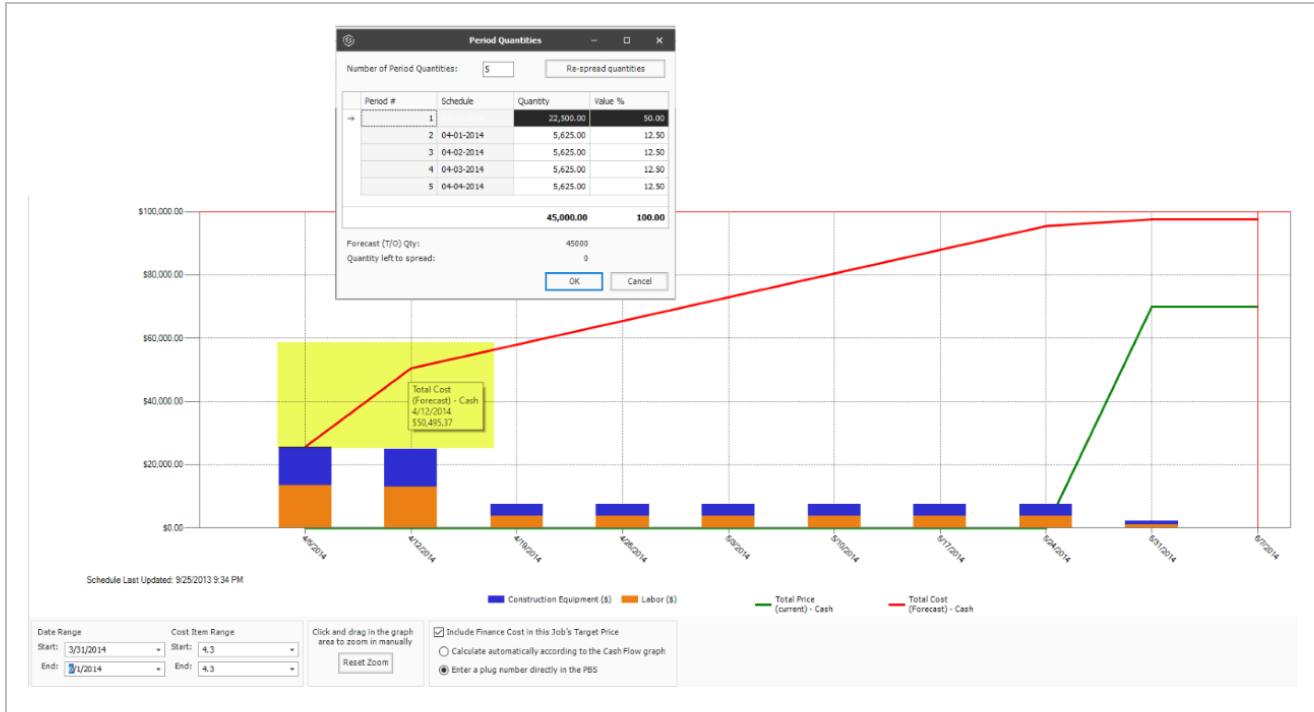 Period Quantities
Number of Period Quantities: 5 Re-spread quantities
Period # Schedule Quantity Value %
1 22,500.00 50.00
2 04-01-2014 5,625.00 12.50
3 04-02-2014 5,625.00 12.50
4 04-03-2014 5,625.00 12.50
5 04-04-2014 5,625.00 12.50
45,000.00 100.00
Forecast (T/O) Qty: 45000
Quantity left to spread: 0
OK Cancel
$100,000.00
$80,000.00
$60,000.00
$40,000.00
$20,000.00
$0.00
Total Cost
(Forecast) - Cash
4/12/2014
$50,495.37
4/5/2014 4/12/2014 4/19/2014 4/26/2014 5/3/2014 5/10/2014 5/17/2014 5/24/2014 5/31/2014 6/7/2014
Schedule Last Updated: 9/25/2013 9:34 PM
Construction Equipment ($) Labor ($) Total Price
(current) - Cash Total Cost
(Forecast) - Cash
Date Range Cost Item Range
Start: 3/31/2014 Start: 4.3
End: /1/2014 End: 4.3
Click and drag in the graph
area to zoom in manually
Reset Zoom
Include Finance Cost in this Job's Target Price
Calculate automatically according to the Cash Flow graph
Enter a plug number directly in the PBS